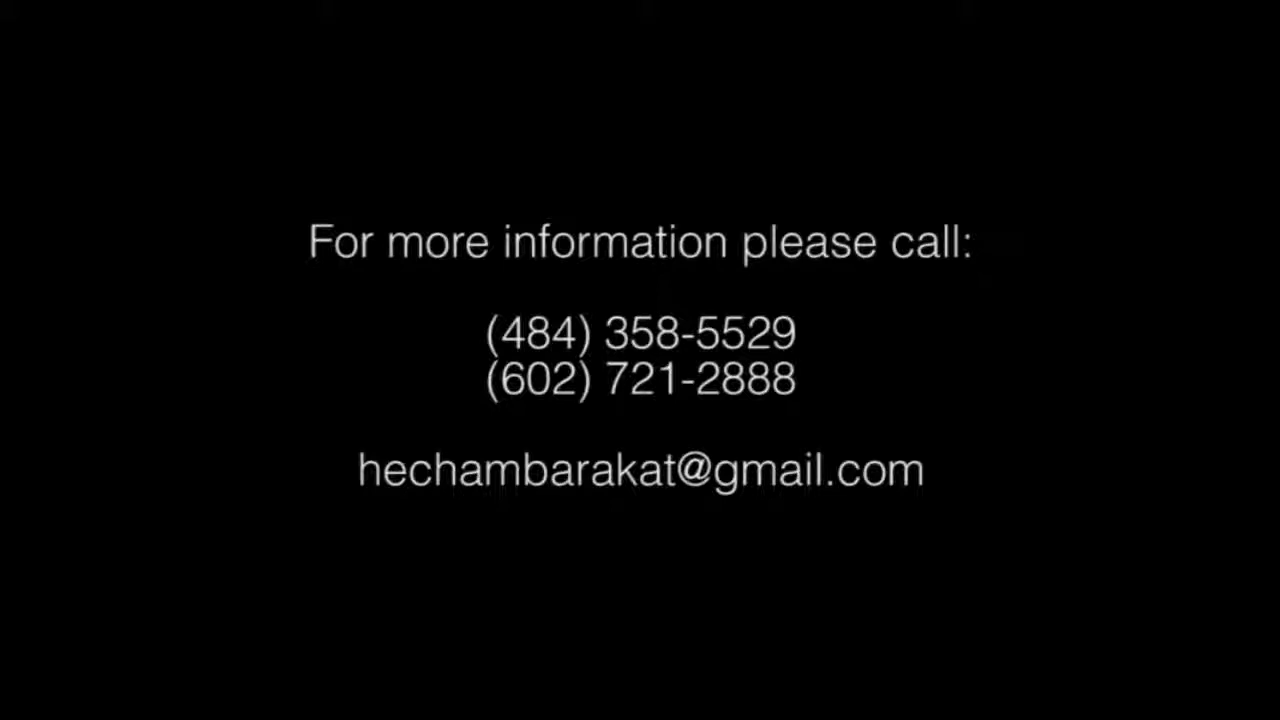 For more information please call:
(484) 358-5529
(602) 721-2888
hechambarakat@gmail.com